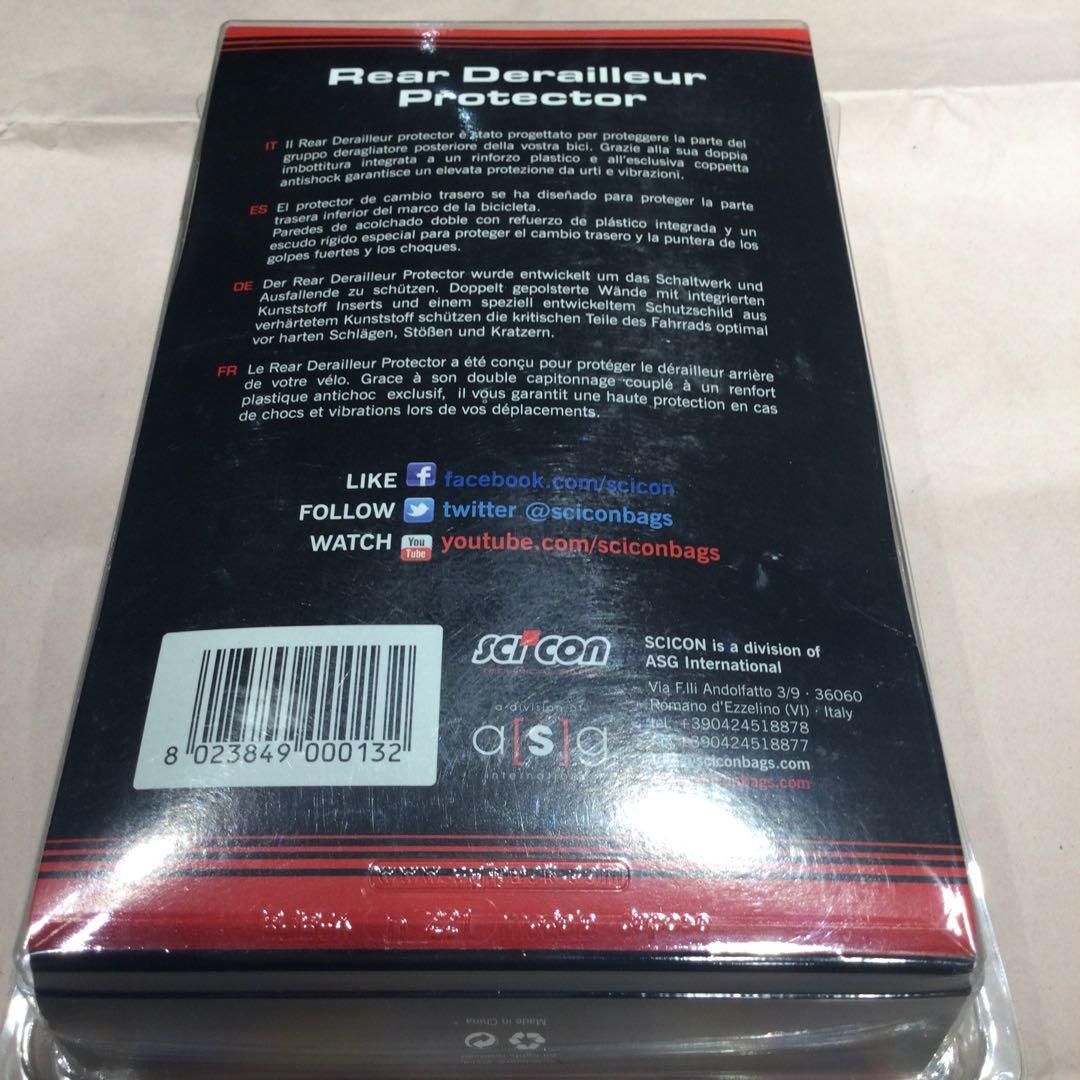 Rear Derailleur
Protector
IT Il Rear Derailleur protector è stato progettato per proteggere la parte del
gruppo deragliatore posteriore della vostra bici. Grazie alla sua doppia
imbottitura integrata a un rinforzo plastico e all'esclusiva coppetta
antishock garantisce un elevata protezione da urti e vibrazioni.
ES El protector de cambio trasero se ha diseñado para proteger la parte
trasera inferior del marco de la bicicleta.
Paredes de acolchado doble con refuerzo de plástico integrada y un
escudo rígido especial para proteger el cambio trasero y la puntera de los
golpes fuertes y los choques.
DE Der Rear Derailleur Protector wurde entwickelt um das Schaltwerk und
Ausfallende zu schützen. Doppelt gepolsterte Wände mit integrierten
Kunststoff Inserts und einem speziell entwickeltem Schutzschild aus
verhärtetem Kunststoff schützen die kritischen Teile des Fahrrads optimal
vor harten Schlägen, Stößen und Kratzern.
FR Le Rear Derailleur Protector a été conçu pour protéger le dérailleur arrière
de votre vélo. Grace à son double capitonnage couplé à un renfort
plastique antichoc exclusif, il vous garantit une haute protection en cas
de chocs et vibrations lors de vos déplacements.
LIKE f facebook.com/scicon
FOLLOW twitter @sciconbags
WATCH You Tube youtube.com/sciconbags
8 023849 000132
sci'con
a division of
a[s]g
international
SCICON is a division of
ASG International
Via F.lli Andolfatto 3/9 · 36060
Romano d'Ezzelino (VI) · Italy
tel. +390424518878
+390424518877
sciconbags.com
Made in China